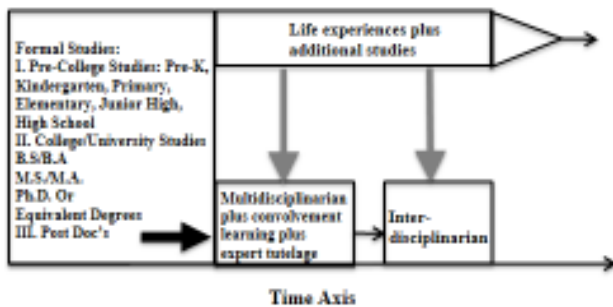 Formal Studies:
I. Pre-College Studies: Pre-K,
Kindergarten, Primary,
Elementary, Junior High,
High School
II. College/University Studies
B.S/B.A
M.S./M.A.
Ph.D. Or
Equivalent Degrees
III. Post Doc's
Life experiences plus
additional studies
Multidisciplinarian
plus convolvement
learning plus
expert tutelage
Inter-
disciplinarian
Time Axis